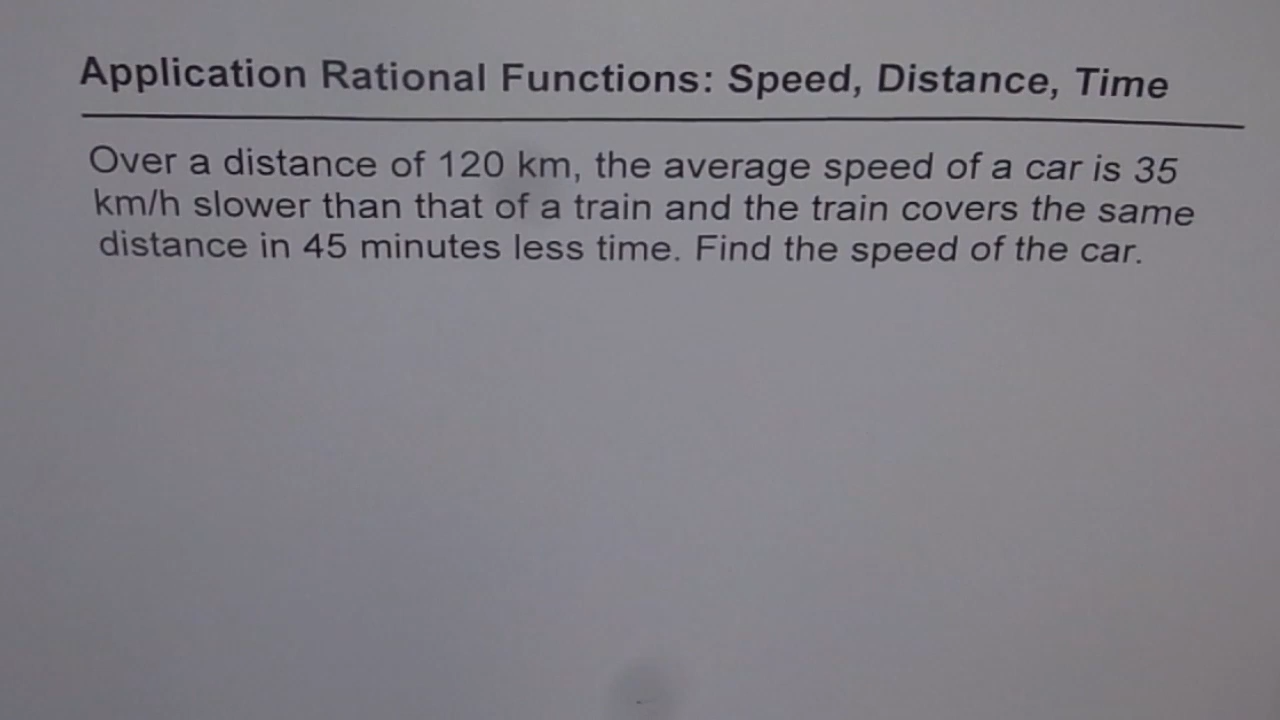 Application Rational Functions: Speed, Distance, Time
Over a distance of 120 km, the average speed of a car is 35
km/h slower than that of a train and the train covers the same
distance in 45 minutes less time. Find the speed of the car.